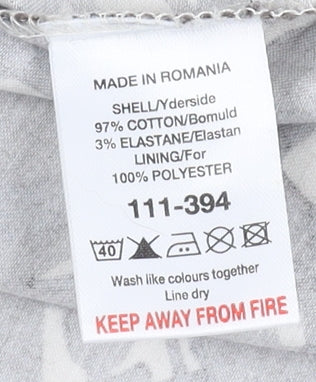 MADE IN ROMANIA
SHELL/Yderside
97% COTTON/Bomuld
3% ELASTANE/Elastan
LINING/For
100% POLYESTER
111-394
40
Wash like colours together
Line dry
KEEP AWAY FROM FIRE